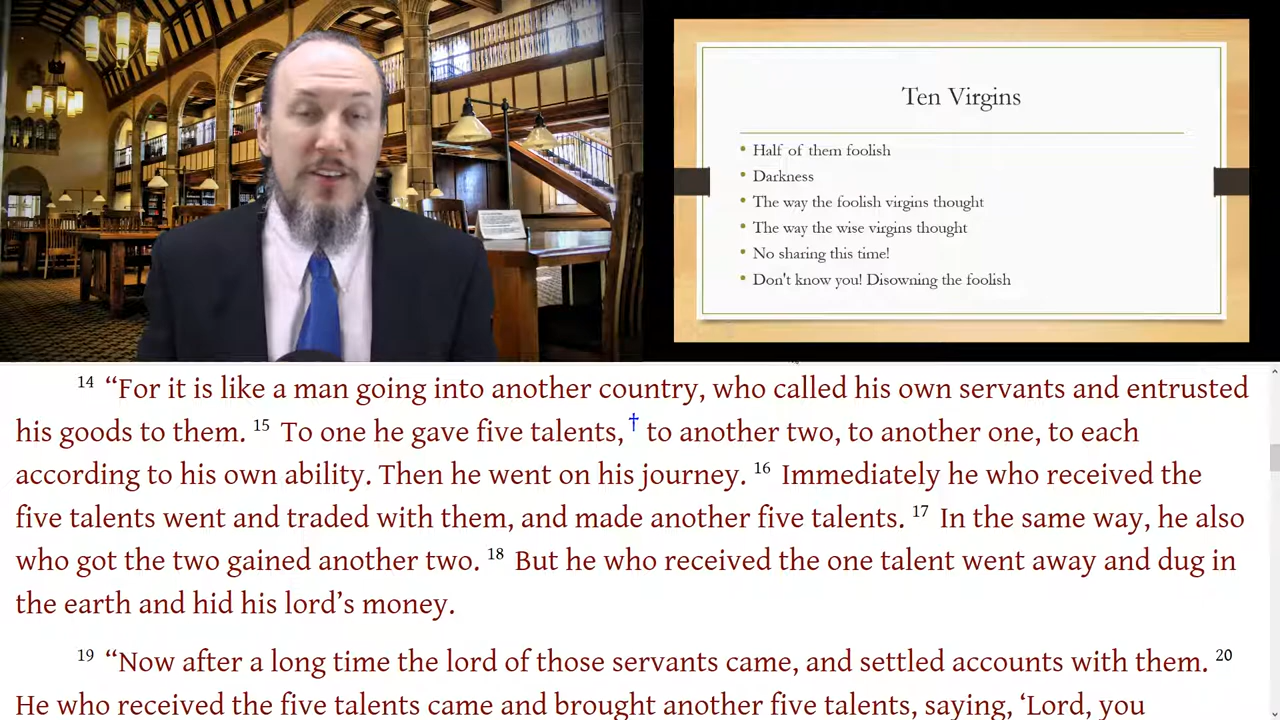 Ten Virgins
• Half of them foolish
• Darkness
• The way the foolish virgins thought
• The way the wise virgins thought
• No sharing this time!
• Don't know you! Disowning the foolish
14 “For it is like a man going into another country, who called his own servants and entrusted
his goods to them. 15 To one he gave five talents,† to another two, to another one, to each
according to his own ability. Then he went on his journey. 16 Immediately he who received the
five talents went and traded with them, and made another five talents. 17 In the same way, he also
who got the two gained another two. 18 But he who received the one talent went away and dug in
the earth and hid his lord’s money.
19 “Now after a long time the lord of those servants came, and settled accounts with them. 20
He who received the five talents came and brought another five talents, saying, ‘Lord, you